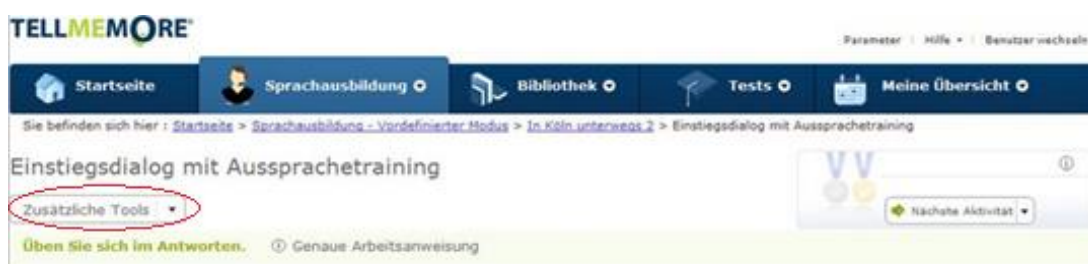 TELLMEMORE®
Parameter | Hilfe | Benutzer wechseln
Startseite Sprachausbildung Bibliothek Tests Meine Übersicht
Sie befinden sich hier : Startseite > Sprachausbildung - Vordefinierter Modus > In Köln unterwegs 2 > Einstiegsdialog mit Aussprachetraining
Einstiegsdialog mit Aussprachetraining
Zusätzliche Tools
Nächste Aktivität
Üben Sie sich im Antworten. Genaue Arbeitsanweisung